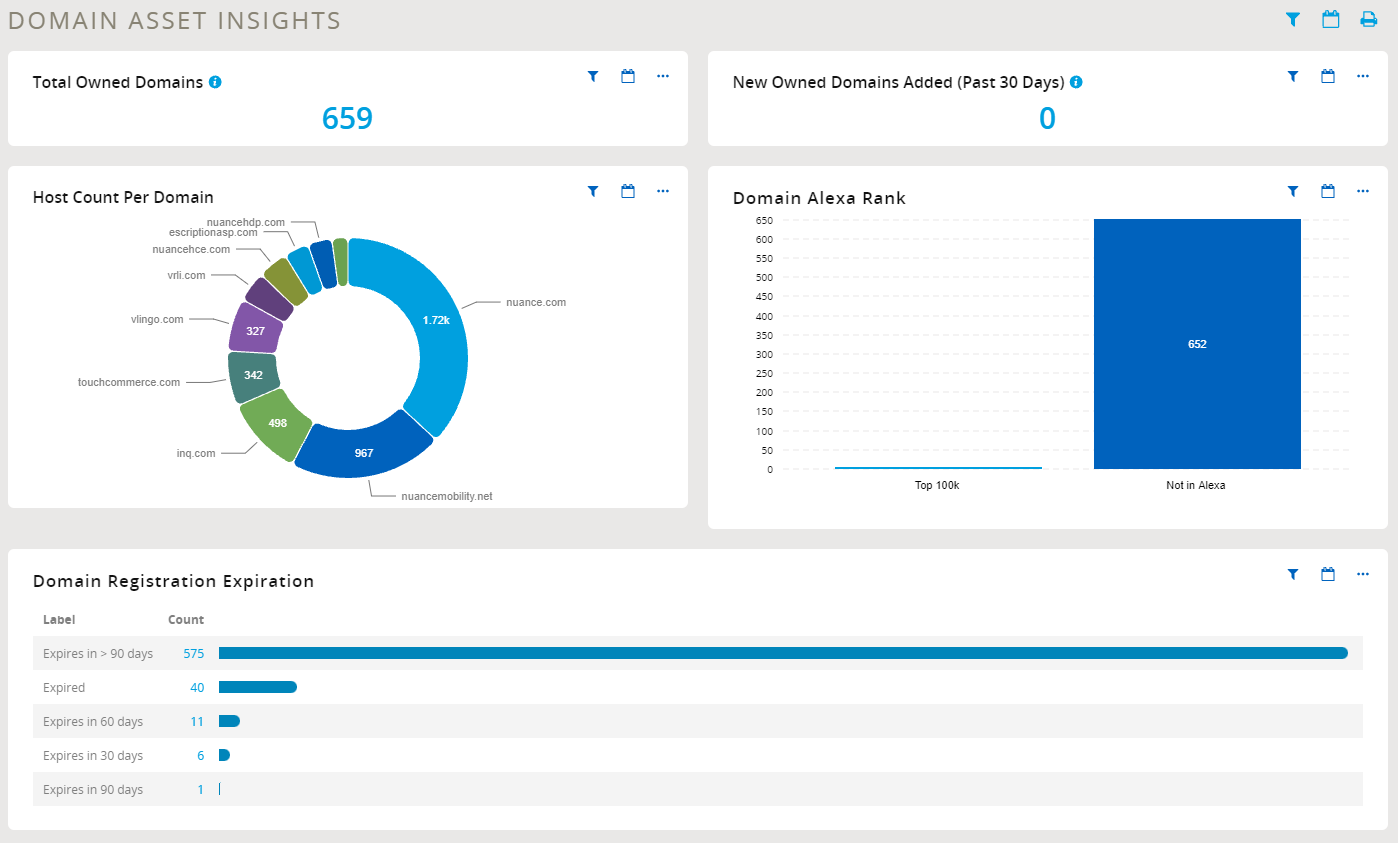 DOMAIN ASSET INSIGHTS
Total Owned Domains
659
New Owned Domains Added (Past 30 Days)
0
Host Count Per Domain
nuancehdp.com
escriptionasp.com
nuancehce.com
vrli.com
vlingo.com
touchcommerce.com
inq.com
nuancemobility.net
nuance.com
1.72k
327
342
498
967
Domain Alexa Rank
650
600
550
500
450
400
350
300
250
200
150
100
50
0
652
Top 100k
Not in Alexa
Domain Registration Expiration
Label Count
Expires in > 90 days 575
Expired 40
Expires in 60 days 11
Expires in 30 days 6
Expires in 90 days 1